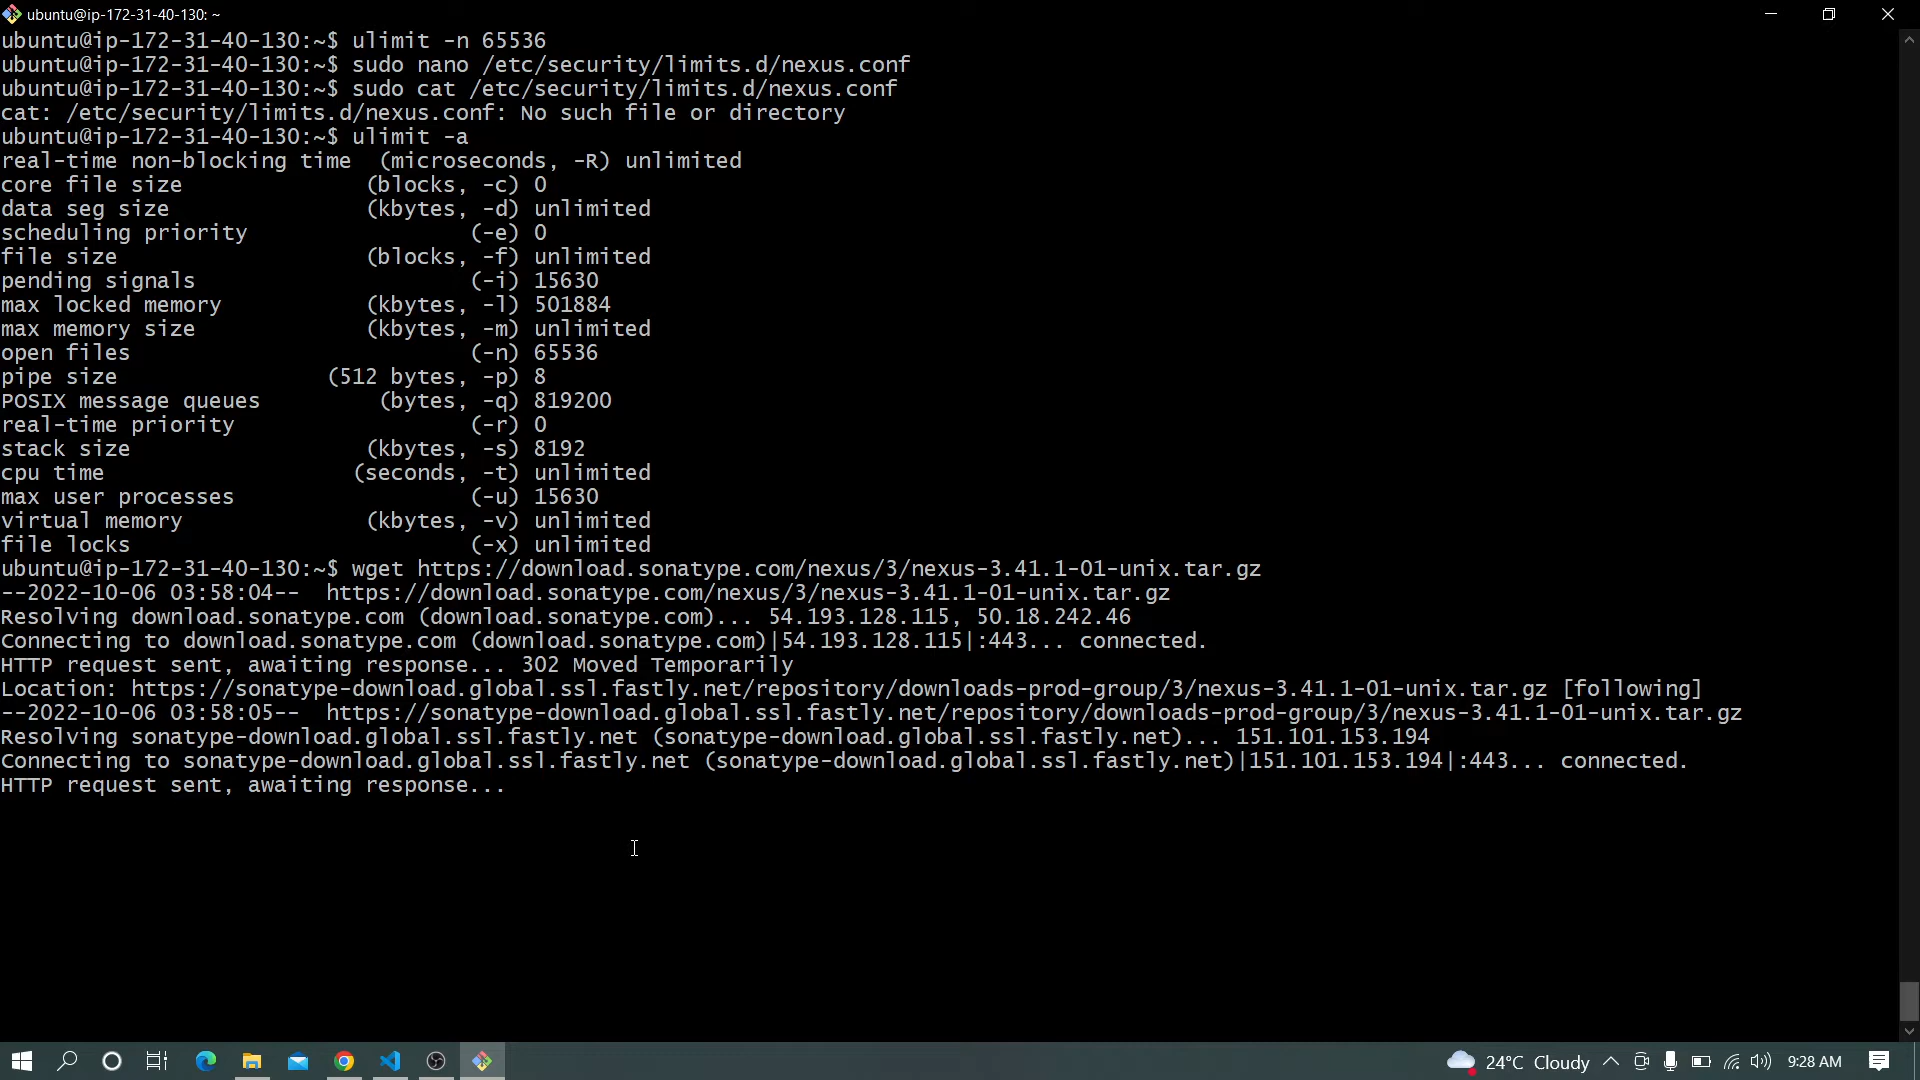 ubuntu@ip-172-31-40-130: ~
ubuntu@ip-172-31-40-130:~$ ulimit -n 65536
ubuntu@ip-172-31-40-130:~$ sudo nano /etc/security/limits.d/nexus.conf
ubuntu@ip-172-31-40-130:~$ sudo cat /etc/security/limits.d/nexus.conf
cat: /etc/security/limits.d/nexus.conf: No such file or directory
ubuntu@ip-172-31-40-130:~$ ulimit -a
real-time non-blocking time  (microseconds, -R) unlimited
core file size              (blocks, -c) 0
data seg size               (kbytes, -d) unlimited
scheduling priority                 (-e) 0
file size                   (blocks, -f) unlimited
pending signals                     (-i) 15630
max locked memory           (kbytes, -l) 501884
max memory size             (kbytes, -m) unlimited
open files                          (-n) 65536
pipe size                (512 bytes, -p) 8
POSIX message queues         (bytes, -q) 819200
real-time priority                  (-r) 0
stack size                  (kbytes, -s) 8192
cpu time                   (seconds, -t) unlimited
max user processes                  (-u) 15630
virtual memory              (kbytes, -v) unlimited
file locks                          (-x) unlimited
ubuntu@ip-172-31-40-130:~$ wget https://download.sonatype.com/nexus/3/nexus-3.41.1-01-unix.tar.gz
--2022-10-06 03:58:04--  https://download.sonatype.com/nexus/3/nexus-3.41.1-01-unix.tar.gz
Resolving download.sonatype.com (download.sonatype.com)... 54.193.128.115, 50.18.242.46
Connecting to download.sonatype.com (download.sonatype.com)|54.193.128.115|:443... connected.
HTTP request sent, awaiting response... 302 Moved Temporarily
Location: https://sonatype-download.global.ssl.fastly.net/repository/downloads-prod-group/3/nexus-3.41.1-01-unix.tar.gz [following]
--2022-10-06 03:58:05--  https://sonatype-download.global.ssl.fastly.net/repository/downloads-prod-group/3/nexus-3.41.1-01-unix.tar.gz
Resolving sonatype-download.global.ssl.fastly.net (sonatype-download.global.ssl.fastly.net)... 151.101.153.194
Connecting to sonatype-download.global.ssl.fastly.net (sonatype-download.global.ssl.fastly.net)|151.101.153.194|:443... connected.
HTTP request sent, awaiting response...
24°C Cloudy
9:28 AM